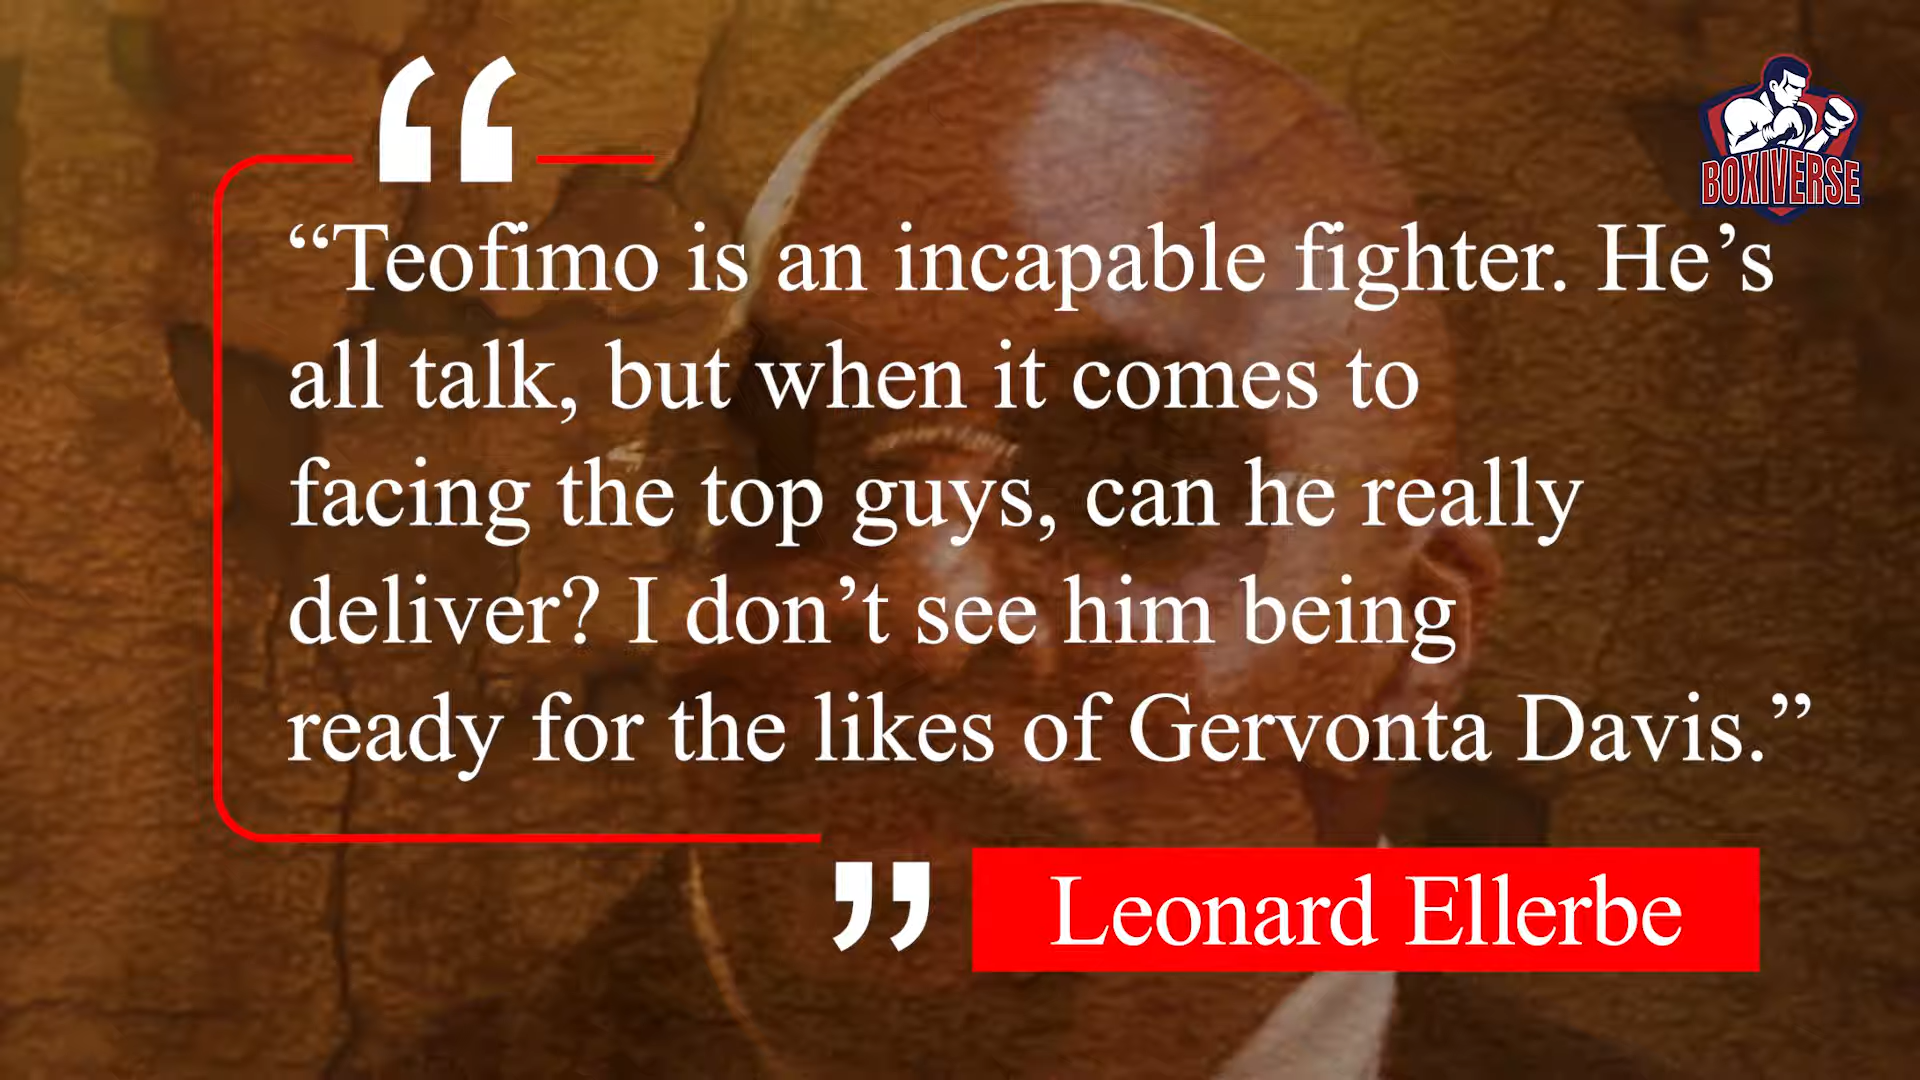 BOXIVERSE
“Teofimo is an incapable fighter. He’s
all talk, but when it comes to
facing the top guys, can he really
deliver? I don’t see him being
ready for the likes of Gervonta Davis.”
Leonard Ellerbe